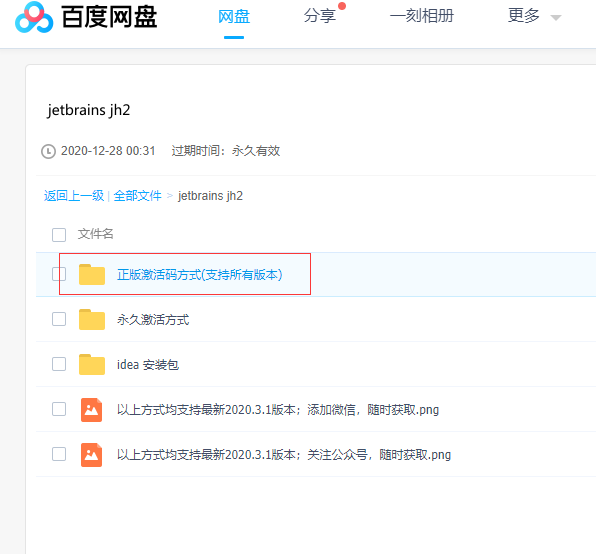 百度网盘 网盘 分享 一刻相册 更多
jetbrains jh2
2020-12-28 00:31 过期时间：永久有效
返回上一级 | 全部文件 > jetbrains jh2
文件名
正版激活码方式(支持所有版本)
永久激活方式
idea 安装包
以上方式均支持最新2020.3.1版本；添加微信，随时获取.png
以上方式均支持最新2020.3.1版本；关注公众号，随时获取.png